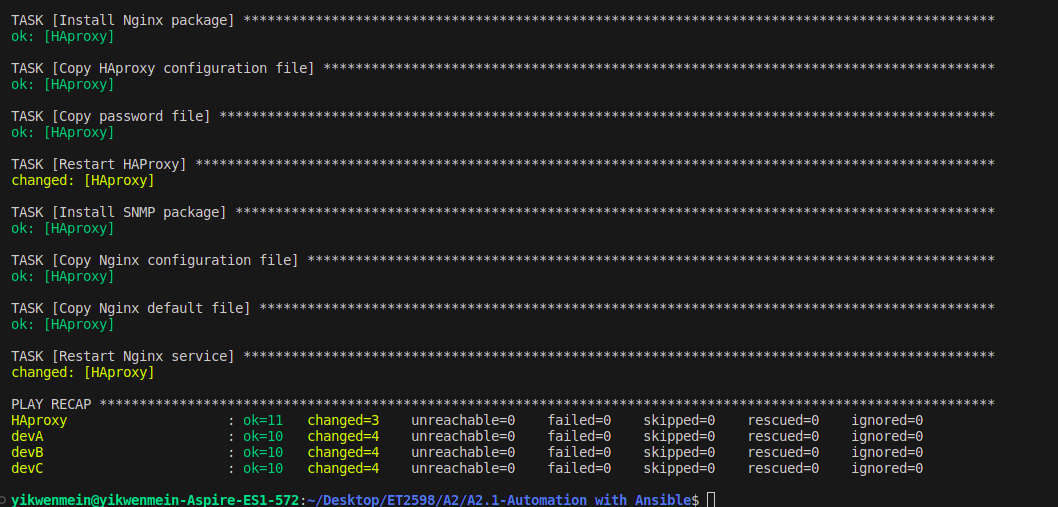 TASK [Install Nginx package] **********************************************************************************************
ok: [HAproxy]
TASK [Copy HAproxy configuration file] ************************************************************************************
ok: [HAproxy]
TASK [Copy password file] *************************************************************************************************
ok: [HAproxy]
TASK [Restart HAProxy] ****************************************************************************************************
changed: [HAproxy]
TASK [Install SNMP package] ***********************************************************************************************
ok: [HAproxy]
TASK [Copy Nginx configuration file] **************************************************************************************
ok: [HAproxy]
TASK [Copy Nginx default file] ********************************************************************************************
ok: [HAproxy]
TASK [Restart Nginx service] **********************************************************************************************
changed: [HAproxy]
PLAY RECAP ****************************************************************************************************************
HAproxy                    : ok=11   changed=3    unreachable=0    failed=0    skipped=0    rescued=0    ignored=0
devA                       : ok=10   changed=4    unreachable=0    failed=0    skipped=0    rescued=0    ignored=0
devB                       : ok=10   changed=4    unreachable=0    failed=0    skipped=0    rescued=0    ignored=0
devC                       : ok=10   changed=4    unreachable=0    failed=0    skipped=0    rescued=0    ignored=0
yikwenmein@yikwenmein-Aspire-ES1-572:~/Desktop/ET2598/A2/A2.1-Automation with Ansible$